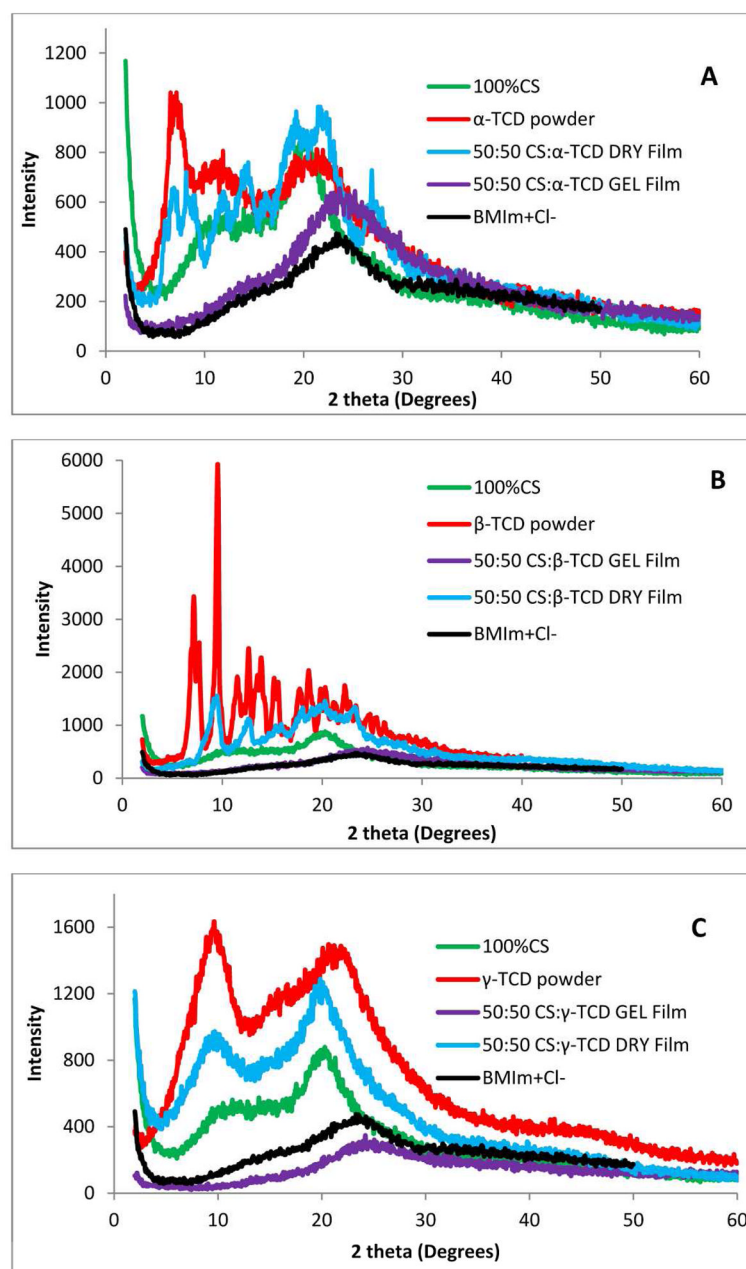 A
1200
1000
800
600
400
200
0
Intensity
100%CS
α-TCD powder
50:50 CS:α-TCD DRY Film
50:50 CS:α-TCD GEL Film
BMIm+Cl-
0 10 20 30 40 50 60
2 theta (Degrees)
B
6000
5000
4000
3000
2000
1000
0
Intensity
100%CS
β-TCD powder
50:50 CS:β-TCD GEL Film
50:50 CS:β-TCD DRY Film
BMIm+Cl-
0 10 20 30 40 50 60
2 theta (Degrees)
C
1600
1200
800
400
0
Intensity
100%CS
γ-TCD powder
50:50 CS:γ-TCD GEL Film
50:50 CS:γ-TCD DRY Film
BMIm+Cl-
0 10 20 30 40 50 60
2 theta (Degrees)